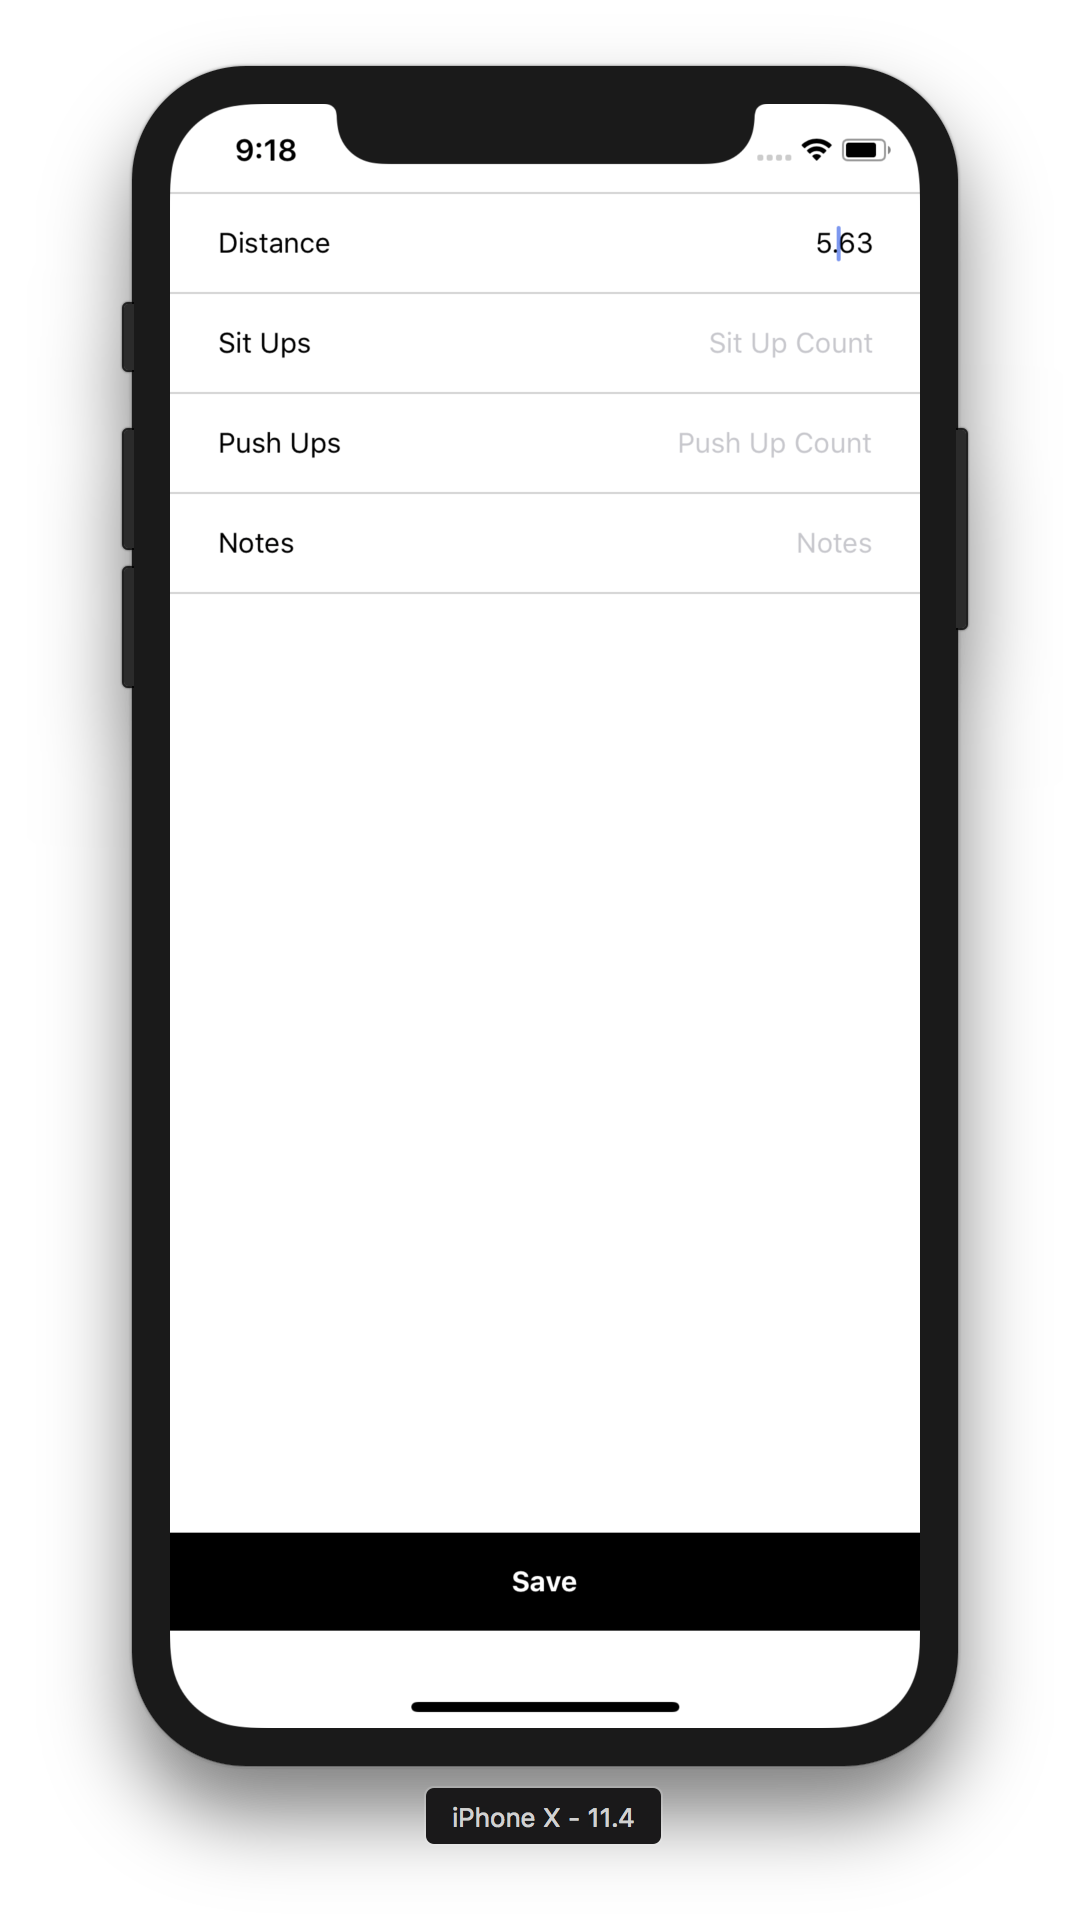 9:18
Distance 5.63
Sit Ups Sit Up Count
Push Ups Push Up Count
Notes Notes
Save
iPhone X - 11.4